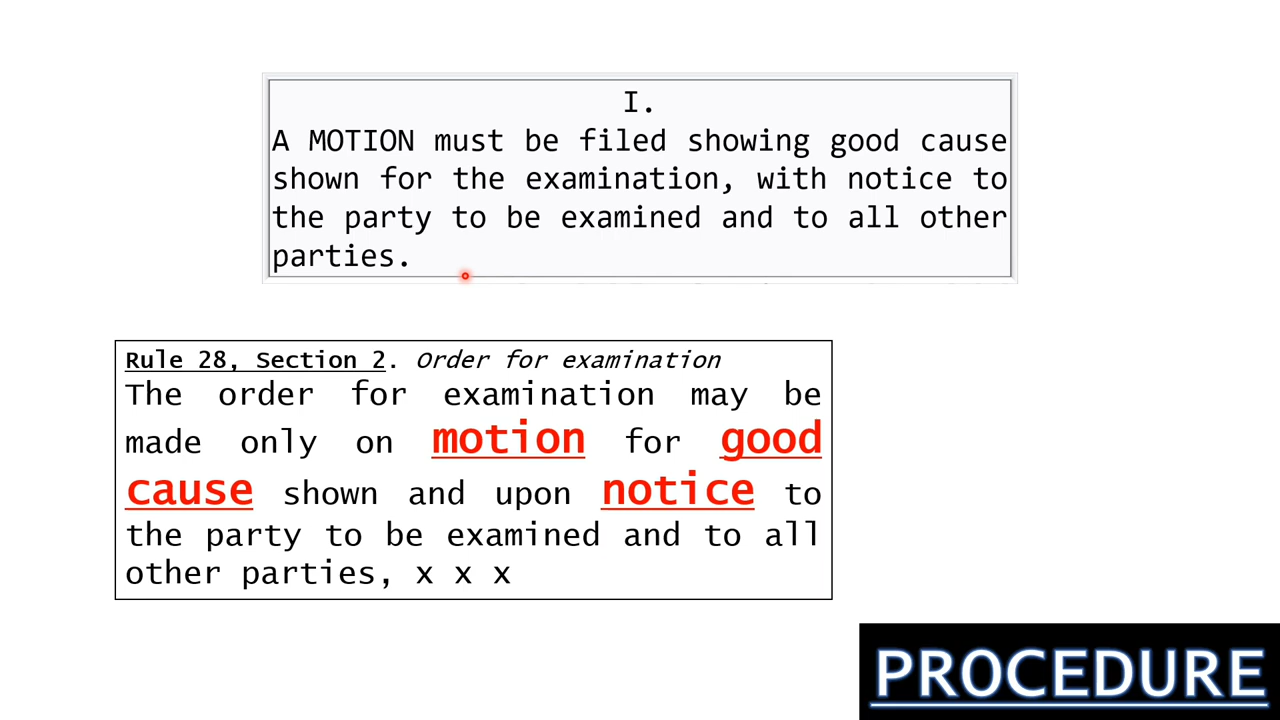 I.
A MOTION must be filed showing good cause
shown for the examination, with notice to
the party to be examined and to all other
parties.
Rule 28, Section 2. Order for examination
The order for examination may be
made only on motion for good
cause shown and upon notice to
the party to be examined and to all
other parties, x x x
PROCEDURE